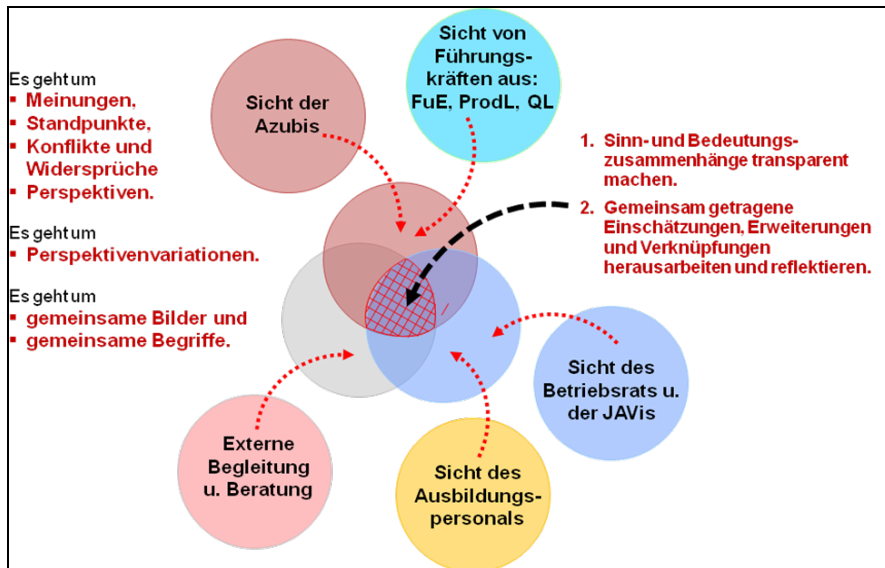 Es geht um
▪ Meinungen,
▪ Standpunkte,
▪ Konflikte und
Widersprüche
▪ Perspektiven.
Es geht um
▪ Perspektivenvariationen.
Es geht um
▪ gemeinsame Bilder und
▪ gemeinsame Begriffe.
Sicht der
Azubis
Sicht von
Führungs-
kräften aus:
FuE, ProdL, QL
1. Sinn- und Bedeutungs-
zusammenhänge transparent
machen.
2. Gemeinsam getragene
Einschätzungen, Erweiterungen
und Verknüpfungen
herausarbeiten und reflektieren.
Sicht des
Betriebsrats u.
der JAVis
Externe
Begleitung
u. Beratung
Sicht des
Ausbildungs-
personals